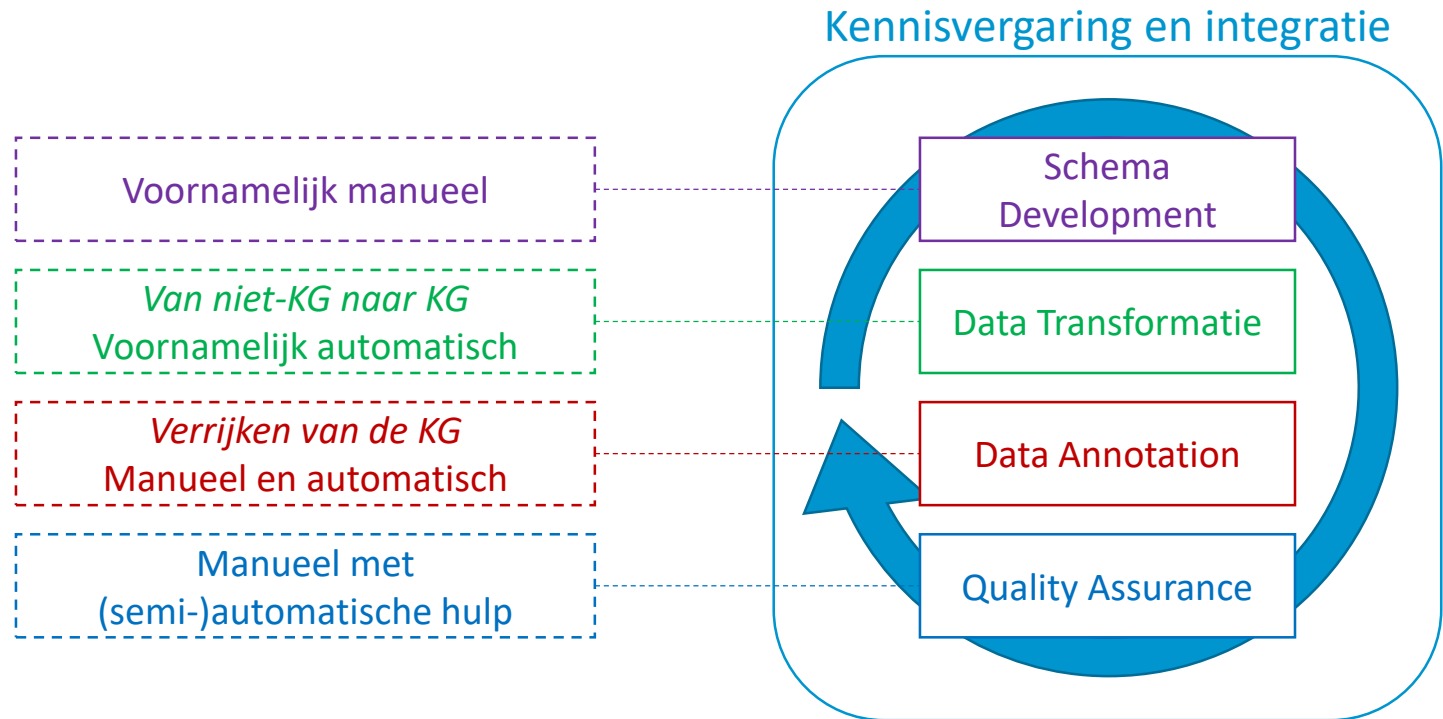 Kennisvergaring en integratie
Voornamelijk manueel
Schema
Development
Van niet-KG naar KG
Voornamelijk automatisch
Data Transformatie
Verrijken van de KG
Manueel en automatisch
Data Annotation
Manueel met
(semi-)automatische hulp
Quality Assurance